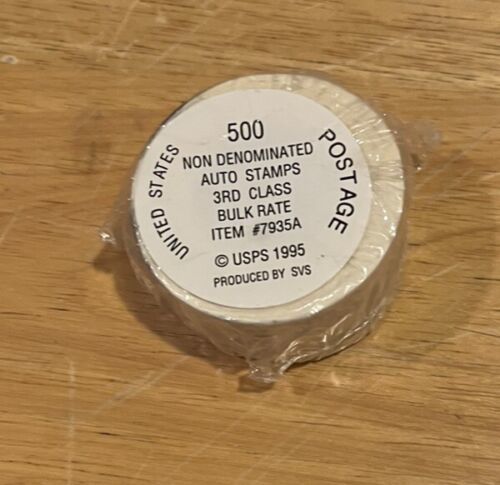 500
NON DENOMINATED
AUTO STAMPS
3RD CLASS
BULK RATE
ITEM #7935A
© USPS 1995
PRODUCED BY SVS
UNITED STATES
POSTAGE